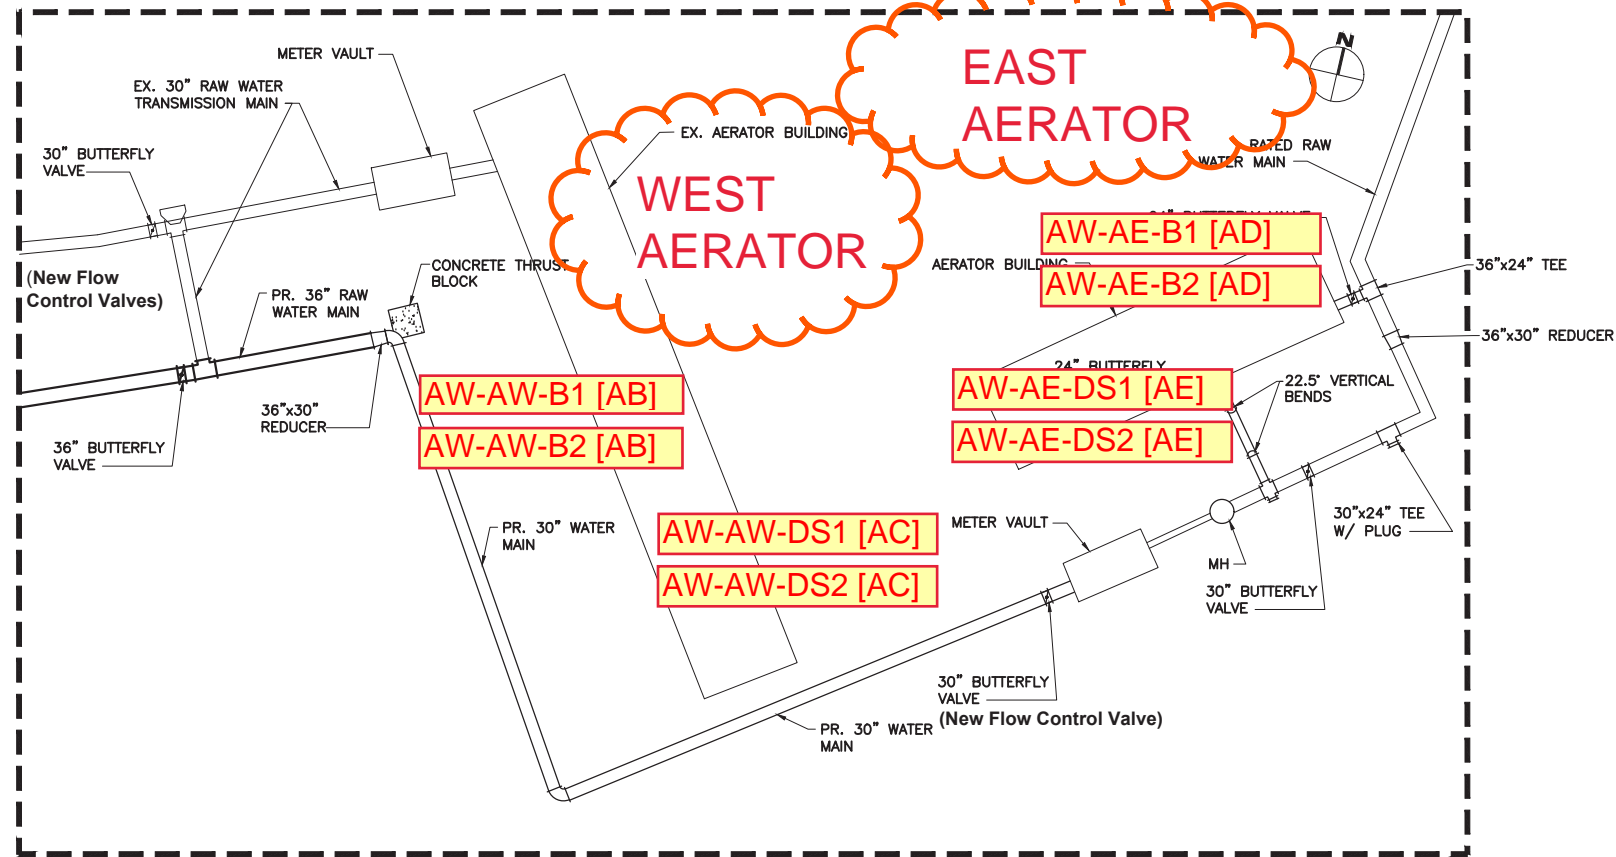 METER VAULT
EX. 30" RAW WATER
TRANSMISSION MAIN
30" BUTTERFLY
VALVE
EX. AERATOR BUILDING
WEST
AERATOR
EAST
AERATOR
N
RATED RAW
WATER MAIN
(New Flow
Control Valves)
PR. 36" RAW
WATER MAIN
CONCRETE THRUST
BLOCK
AERATOR BUILDING
AW-AE-B1 [AD]
AW-AE-B2 [AD]
36"x24" TEE
36"x30" REDUCER
24" BUTTERFLY
AW-AW-B1 [AB]
AW-AW-B2 [AB]
AW-AE-DS1 [AE]
AW-AE-DS2 [AE]
22.5° VERTICAL
BENDS
36"x30"
REDUCER
36" BUTTERFLY
VALVE
PR. 30" WATER
MAIN
AW-AW-DS1 [AC]
AW-AW-DS2 [AC]
METER VAULT
MH
30" BUTTERFLY
VALVE
30"x24" TEE
W/ PLUG
30" BUTTERFLY
VALVE
(New Flow Control Valve)
PR. 30" WATER
MAIN